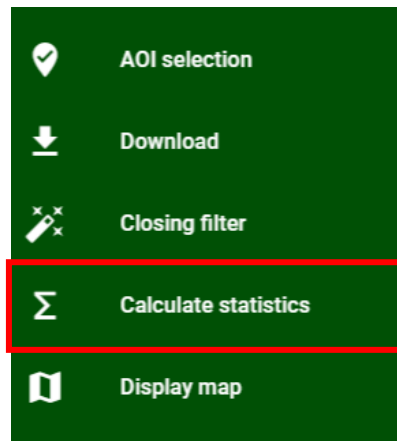 AOI selection
Download
Closing filter
Calculate statistics
Display map